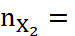 n_{X_2} =